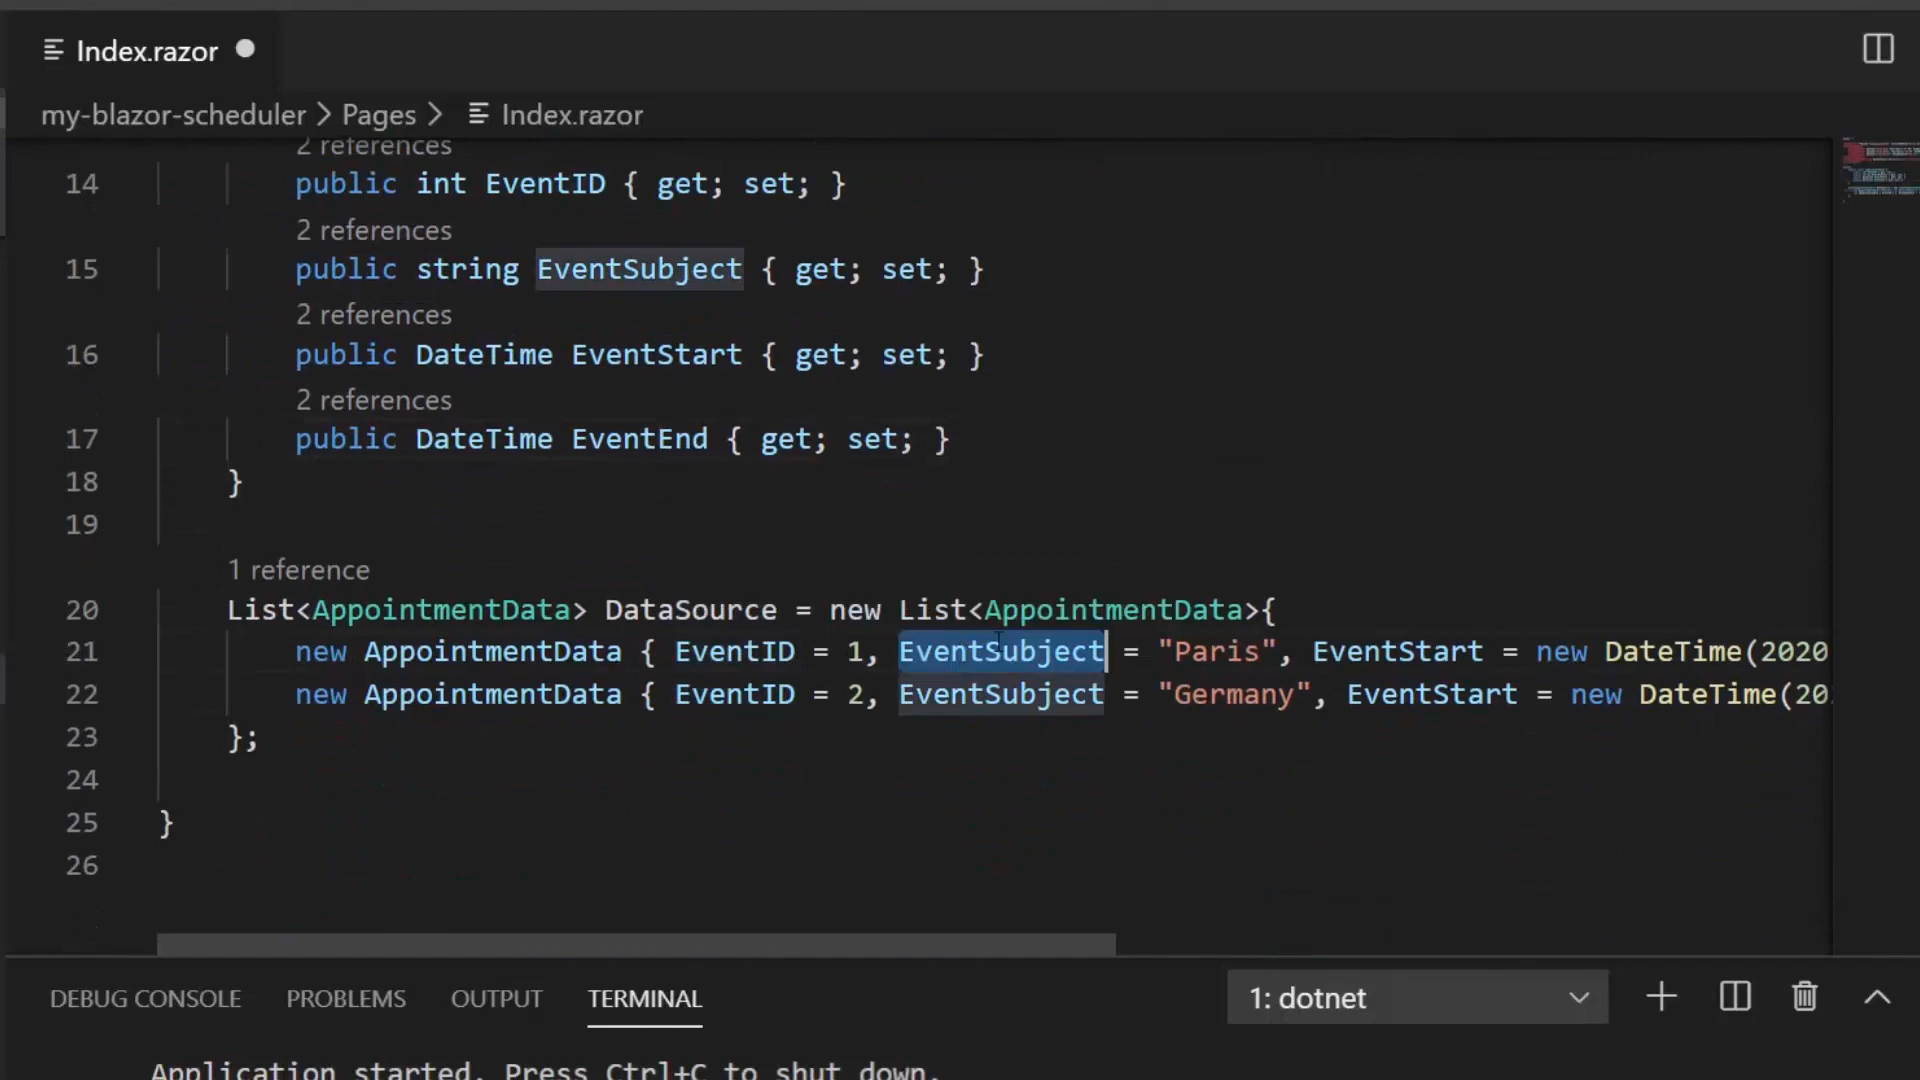 Index.razor
my-blazor-scheduler > Pages > Index.razor
2 references
14 public int EventID { get; set; }
2 references
15 public string EventSubject { get; set; }
2 references
16 public DateTime EventStart { get; set; }
2 references
17 public DateTime EventEnd { get; set; }
18 }
19
1 reference
20 List<AppointmentData> DataSource = new List<AppointmentData>{
21 new AppointmentData { EventID = 1, EventSubject = "Paris", EventStart = new DateTime(2020
22 new AppointmentData { EventID = 2, EventSubject = "Germany", EventStart = new DateTime(20
23 };
24
25 }
26
DEBUG CONSOLE PROBLEMS OUTPUT TERMINAL 1: dotnet
Application started. Press Ctrl+C to shut down.